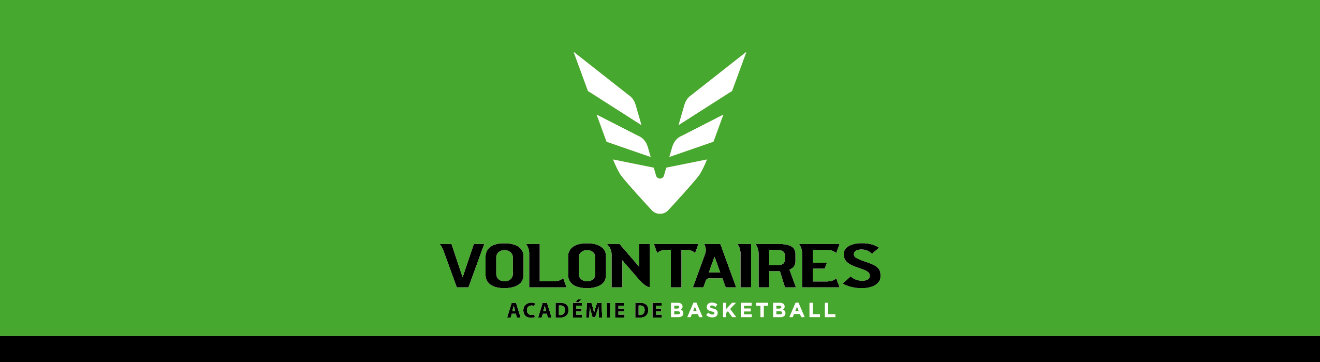 VOLONTAIRES
ACADÉMIE DE BASKETBALL